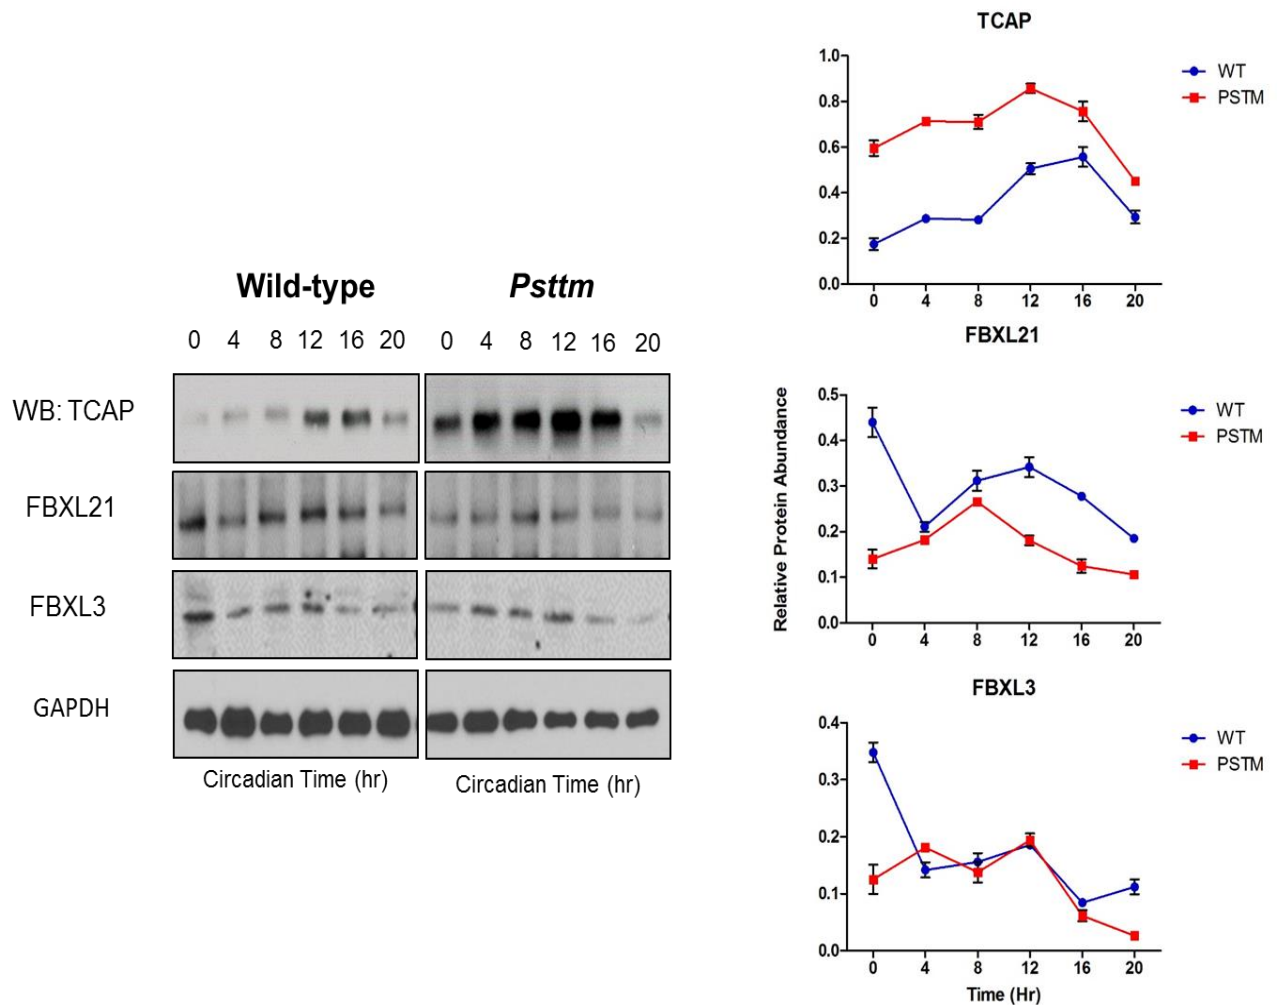 Wild-type
Psttm
0 4 8 12 16 20
0 4 8 12 16 20
WB: TCAP
FBXL21
FBXL3
GAPDH
Circadian Time (hr)
Circadian Time (hr)
TCAP
1.0
0.8
0.6
0.4
0.2
0.0
0 4 8 12 16 20
WT
PSTM
FBXL21
Relative Protein Abundance
0.5
0.4
0.3
0.2
0.1
0.0
0 4 8 12 16 20
WT
PSTM
FBXL3
0.4
0.3
0.2
0.1
0.0
0 4 8 12 16 20
Time (Hr)
WT
PSTM